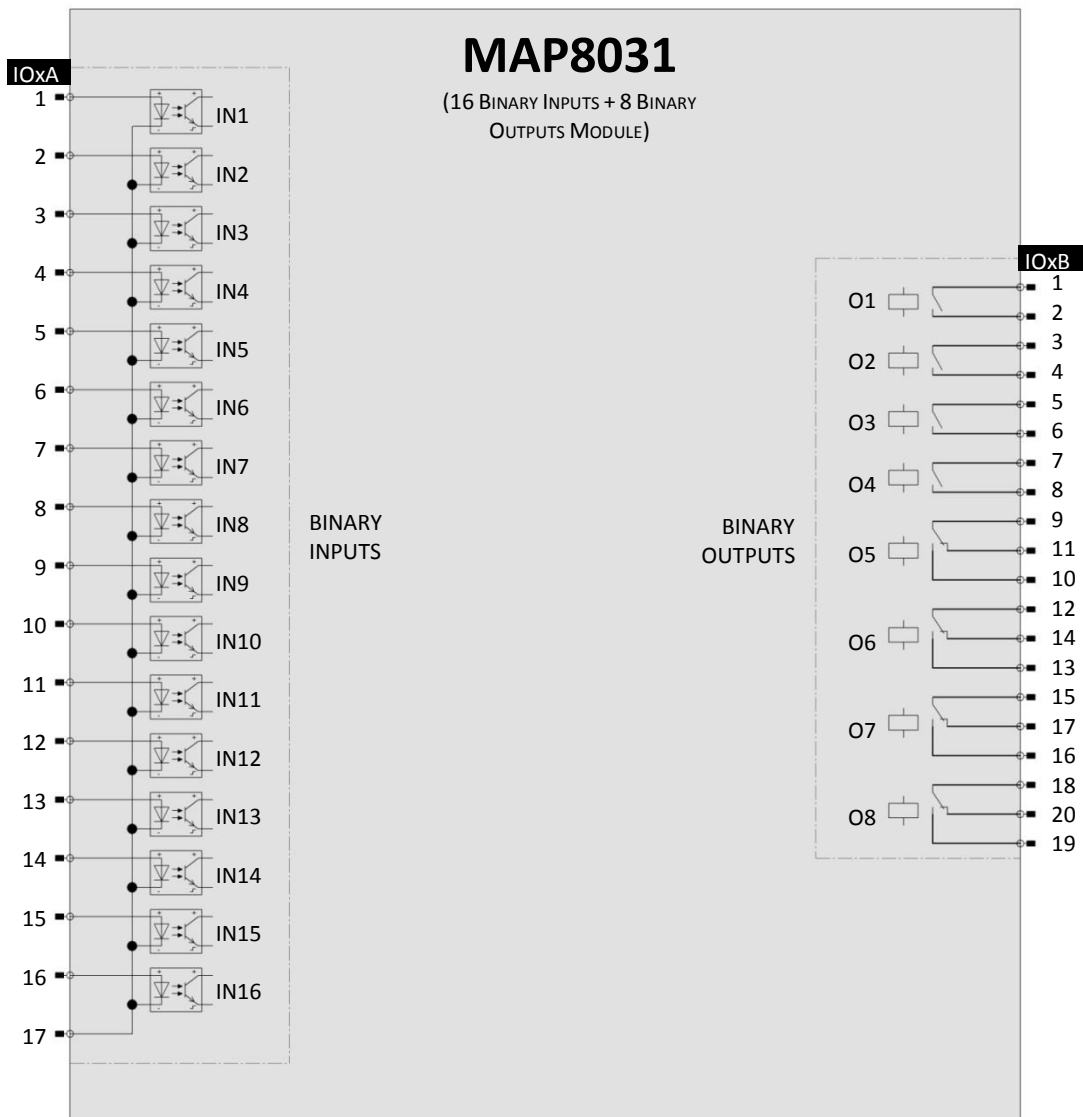 MAP8031
(16 BINARY INPUTS + 8 BINARY
OUTPUTS MODULE)
IOxA
1
IN1
2
IN2
3
IN3
4
IN4
5
IN5
6
IN6
7
IN7
8
IN8
9
IN9
10
IN10
11
IN11
12
IN12
13
IN13
14
IN14
15
IN15
16
IN16
17
BINARY
INPUTS
BINARY
OUTPUTS
IOxB
O1
1
2
O2
3
4
O3
5
6
O4
7
8
O5
9
11
10
O6
12
14
13
O7
15
17
16
O8
18
20
19